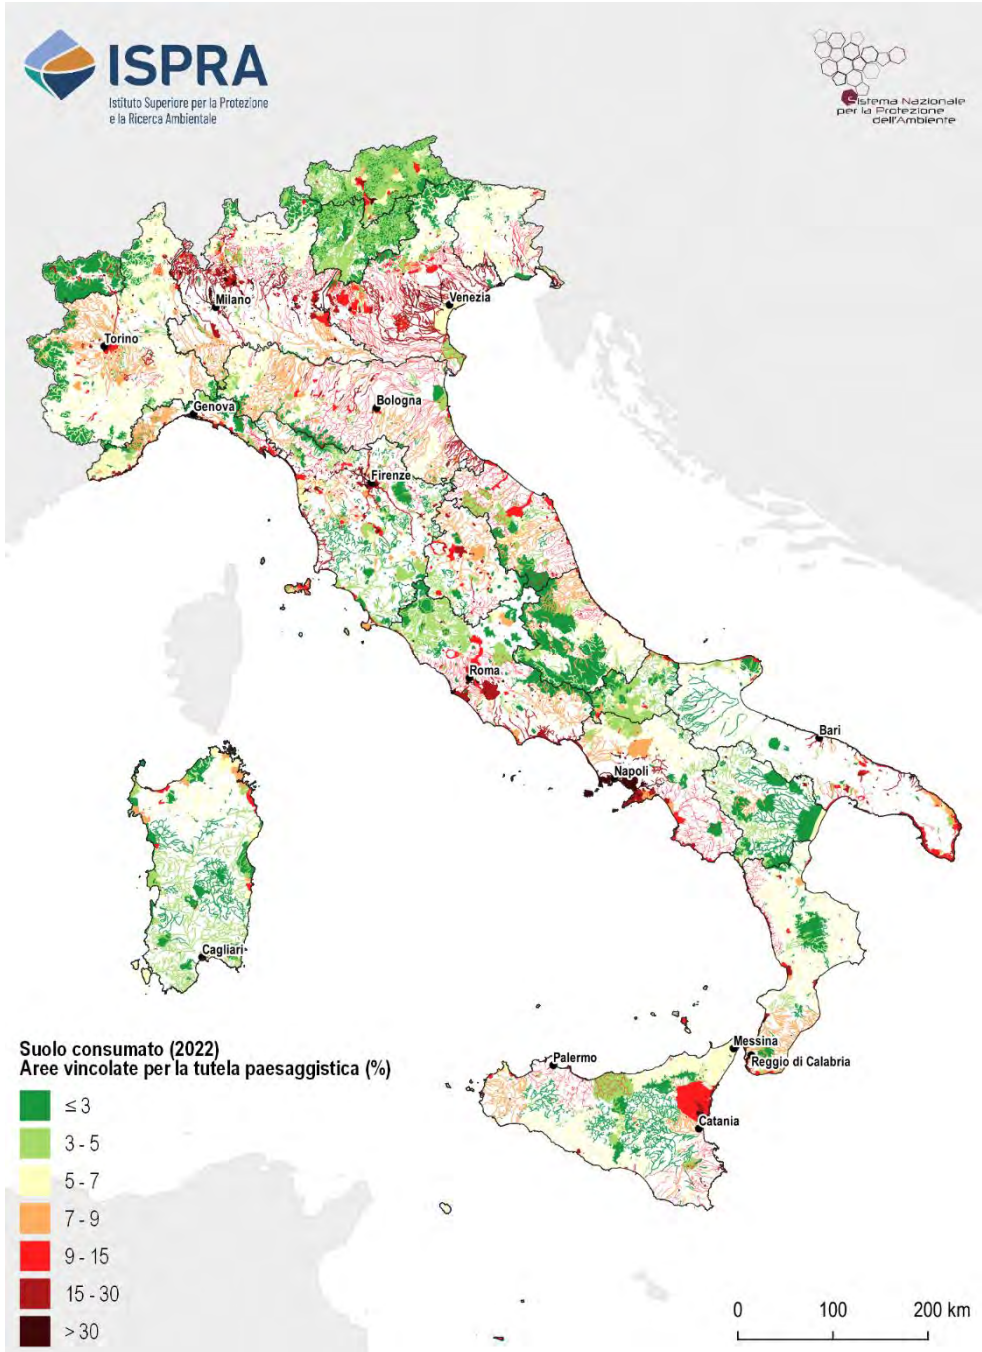 ISPRA
Istituto Superiore per la Protezione
e la Ricerca Ambientale
Sistema Nazionale
per la Protezione
dell'Ambiente
Milano
Venezia
Torino
Genova
Bologna
Firenze
Roma
Bari
Napoli
Cagliari
Messina
Palermo
Reggio di Calabria
Catania
Suolo consumato (2022)
Aree vincolate per la tutela paesaggistica (%)
≤ 3
3 - 5
5 - 7
7 - 9
9 - 15
15 - 30
> 30
0 100 200 km